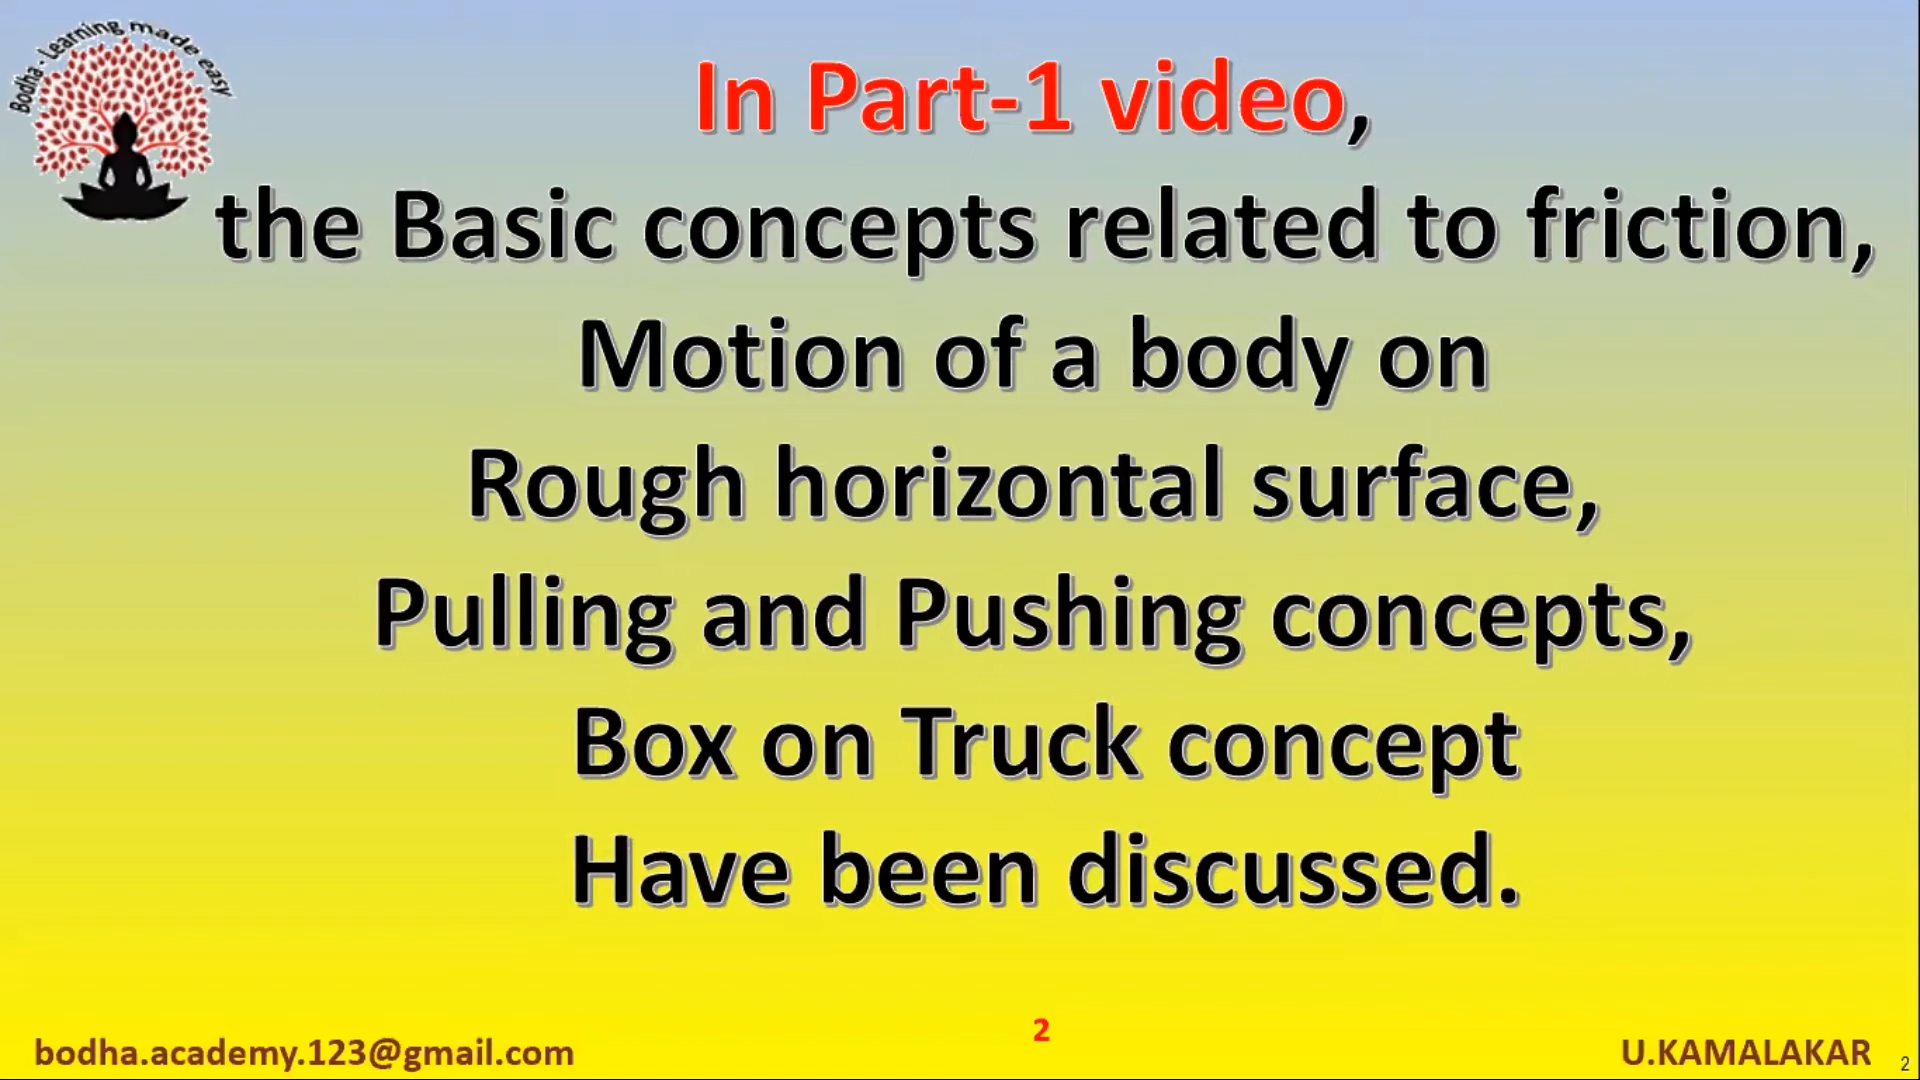 Bodha - Learning made easy
In Part-1 video,
the Basic concepts related to friction,
Motion of a body on
Rough horizontal surface,
Pulling and Pushing concepts,
Box on Truck concept
Have been discussed.
2
bodha.academy.123@gmail.com
U.KAMALAKAR
2